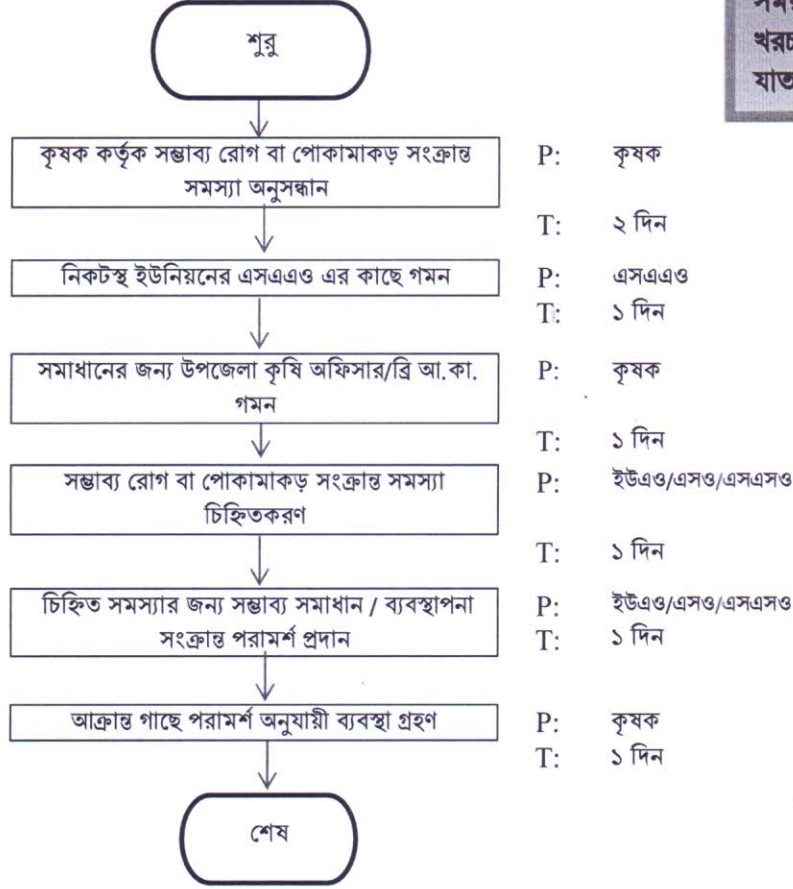 শুরু
কৃষক কর্তৃক সম্ভাব্য রোগ বা পোকামাকড় সংক্রান্ত
সমস্যা অনুসন্ধান
P: কৃষক
T: ২ দিন
নিকটস্থ ইউনিয়নের এসএএও এর কাছে গমন
P: এসএএও
T: ১ দিন
সমাধানের জন্য উপজেলা কৃষি অফিসার/ব্রি আ.কা.
গমন
P: কৃষক
T: ১ দিন
সম্ভাব্য রোগ বা পোকামাকড় সংক্রান্ত সমস্যা
চিহ্নিতকরণ
P: ইউএও/এসও/এসএসও
T: ১ দিন
চিহ্নিত সমস্যার জন্য সম্ভাব্য সমাধান / ব্যবস্থাপনা
সংক্রান্ত পরামর্শ প্রদান
P: ইউএও/এসও/এসএসও
T: ১ দিন
আক্রান্ত গাছে পরামর্শ অনুযায়ী ব্যবস্থা গ্রহণ
P: কৃষক
T: ১ দিন
শেষ
খরচ